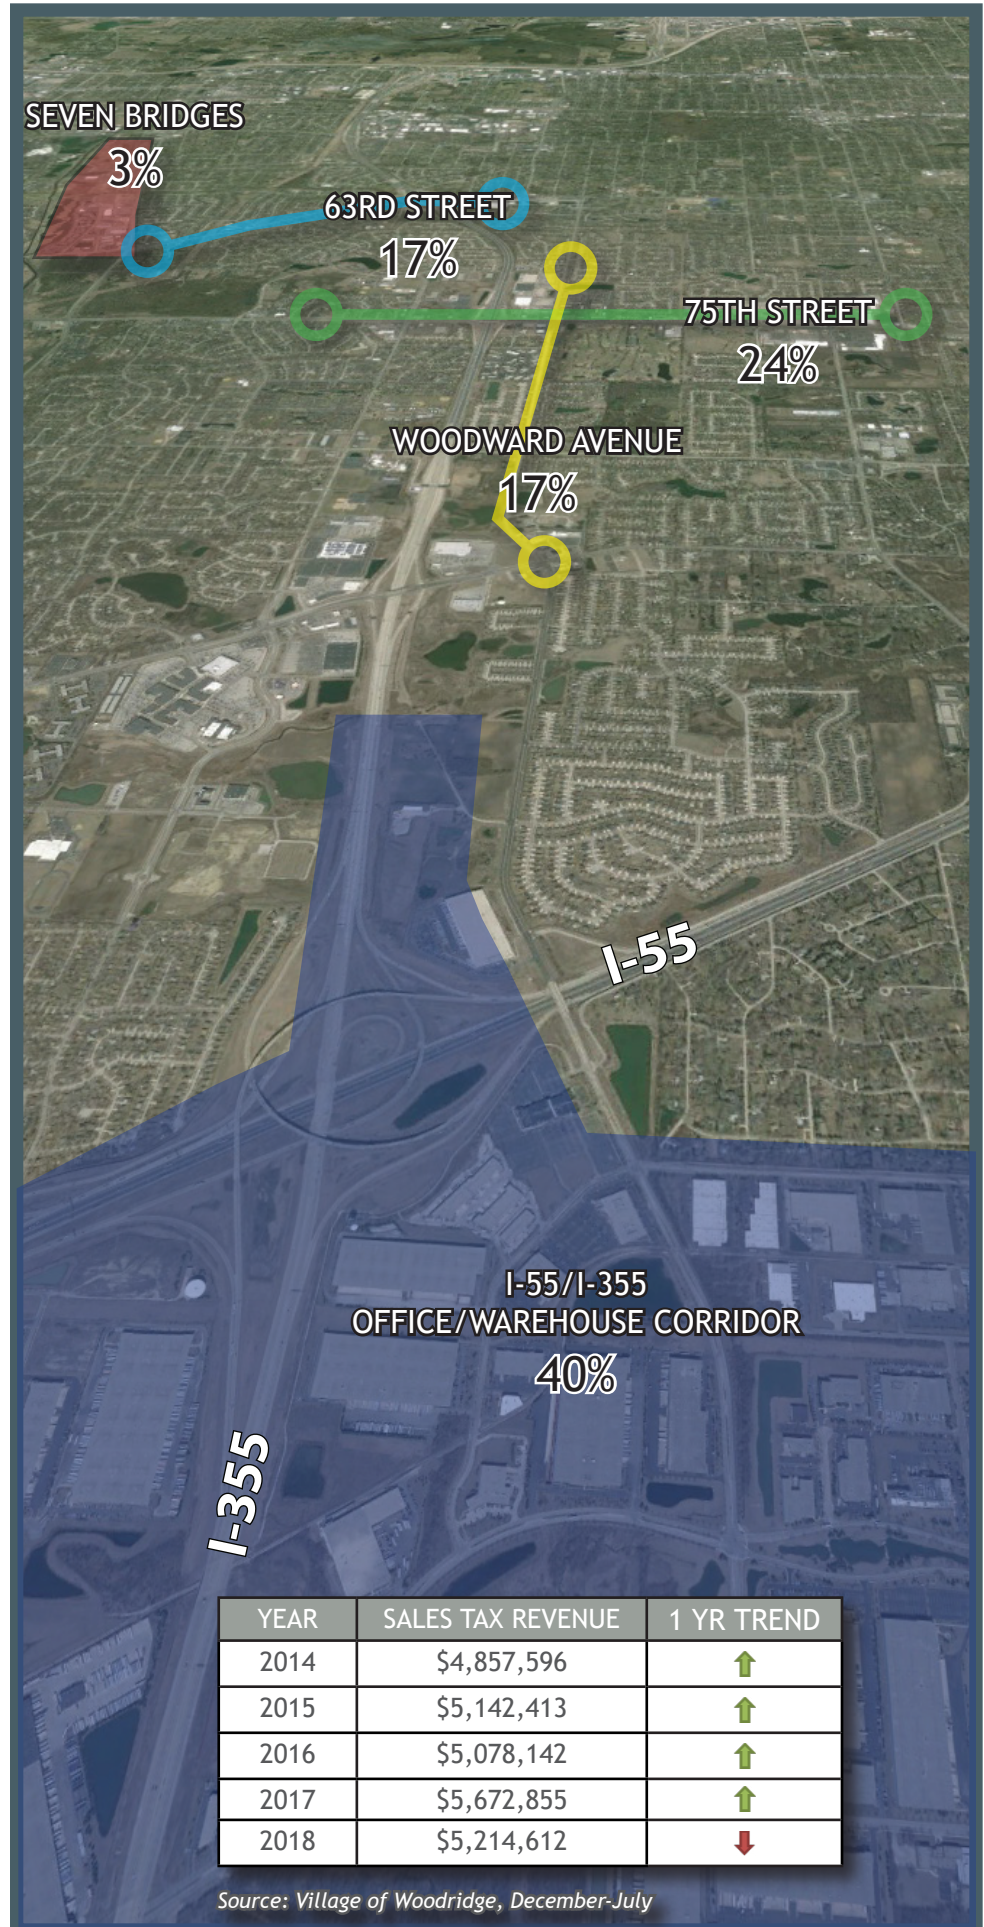 SEVEN BRIDGES
3%
63RD STREET
17%
75TH STREET
24%
WOODWARD AVENUE
17%
I-55
I-55/I-355
OFFICE/WAREHOUSE CORRIDOR
40%
I-355
YEAR SALES TAX REVENUE 1 YR TREND
2014 $4,857,596
2015 $5,142,413
2016 $5,078,142
2017 $5,672,855
2018 $5,214,612
Source: Village of Woodridge, December-July